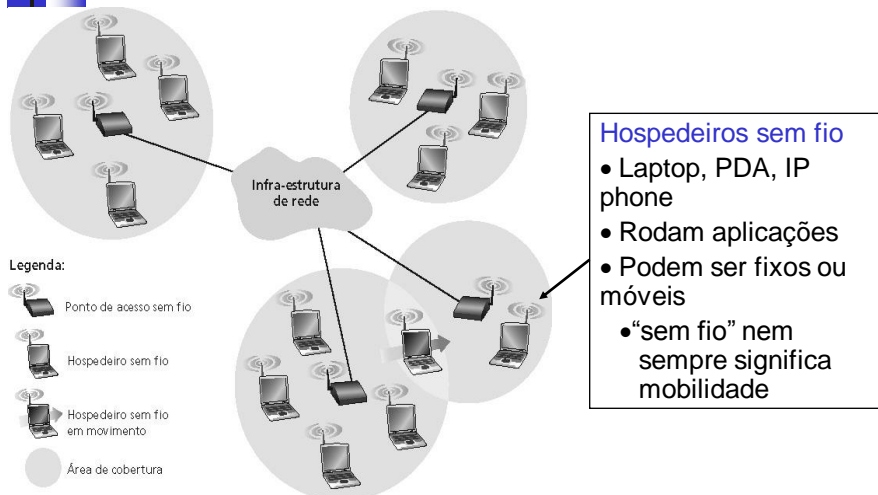 Infra-estrutura
de rede
Legenda:
Ponto de acesso sem fio
Hospedeiro sem fio
Hospedeiro sem fio
em movimento
Área de cobertura
Hospedeiros sem fio
• Laptop, PDA, IP
phone
• Rodam aplicações
• Podem ser fixos ou
móveis
•“sem fio” nem
sempre significa
mobilidade